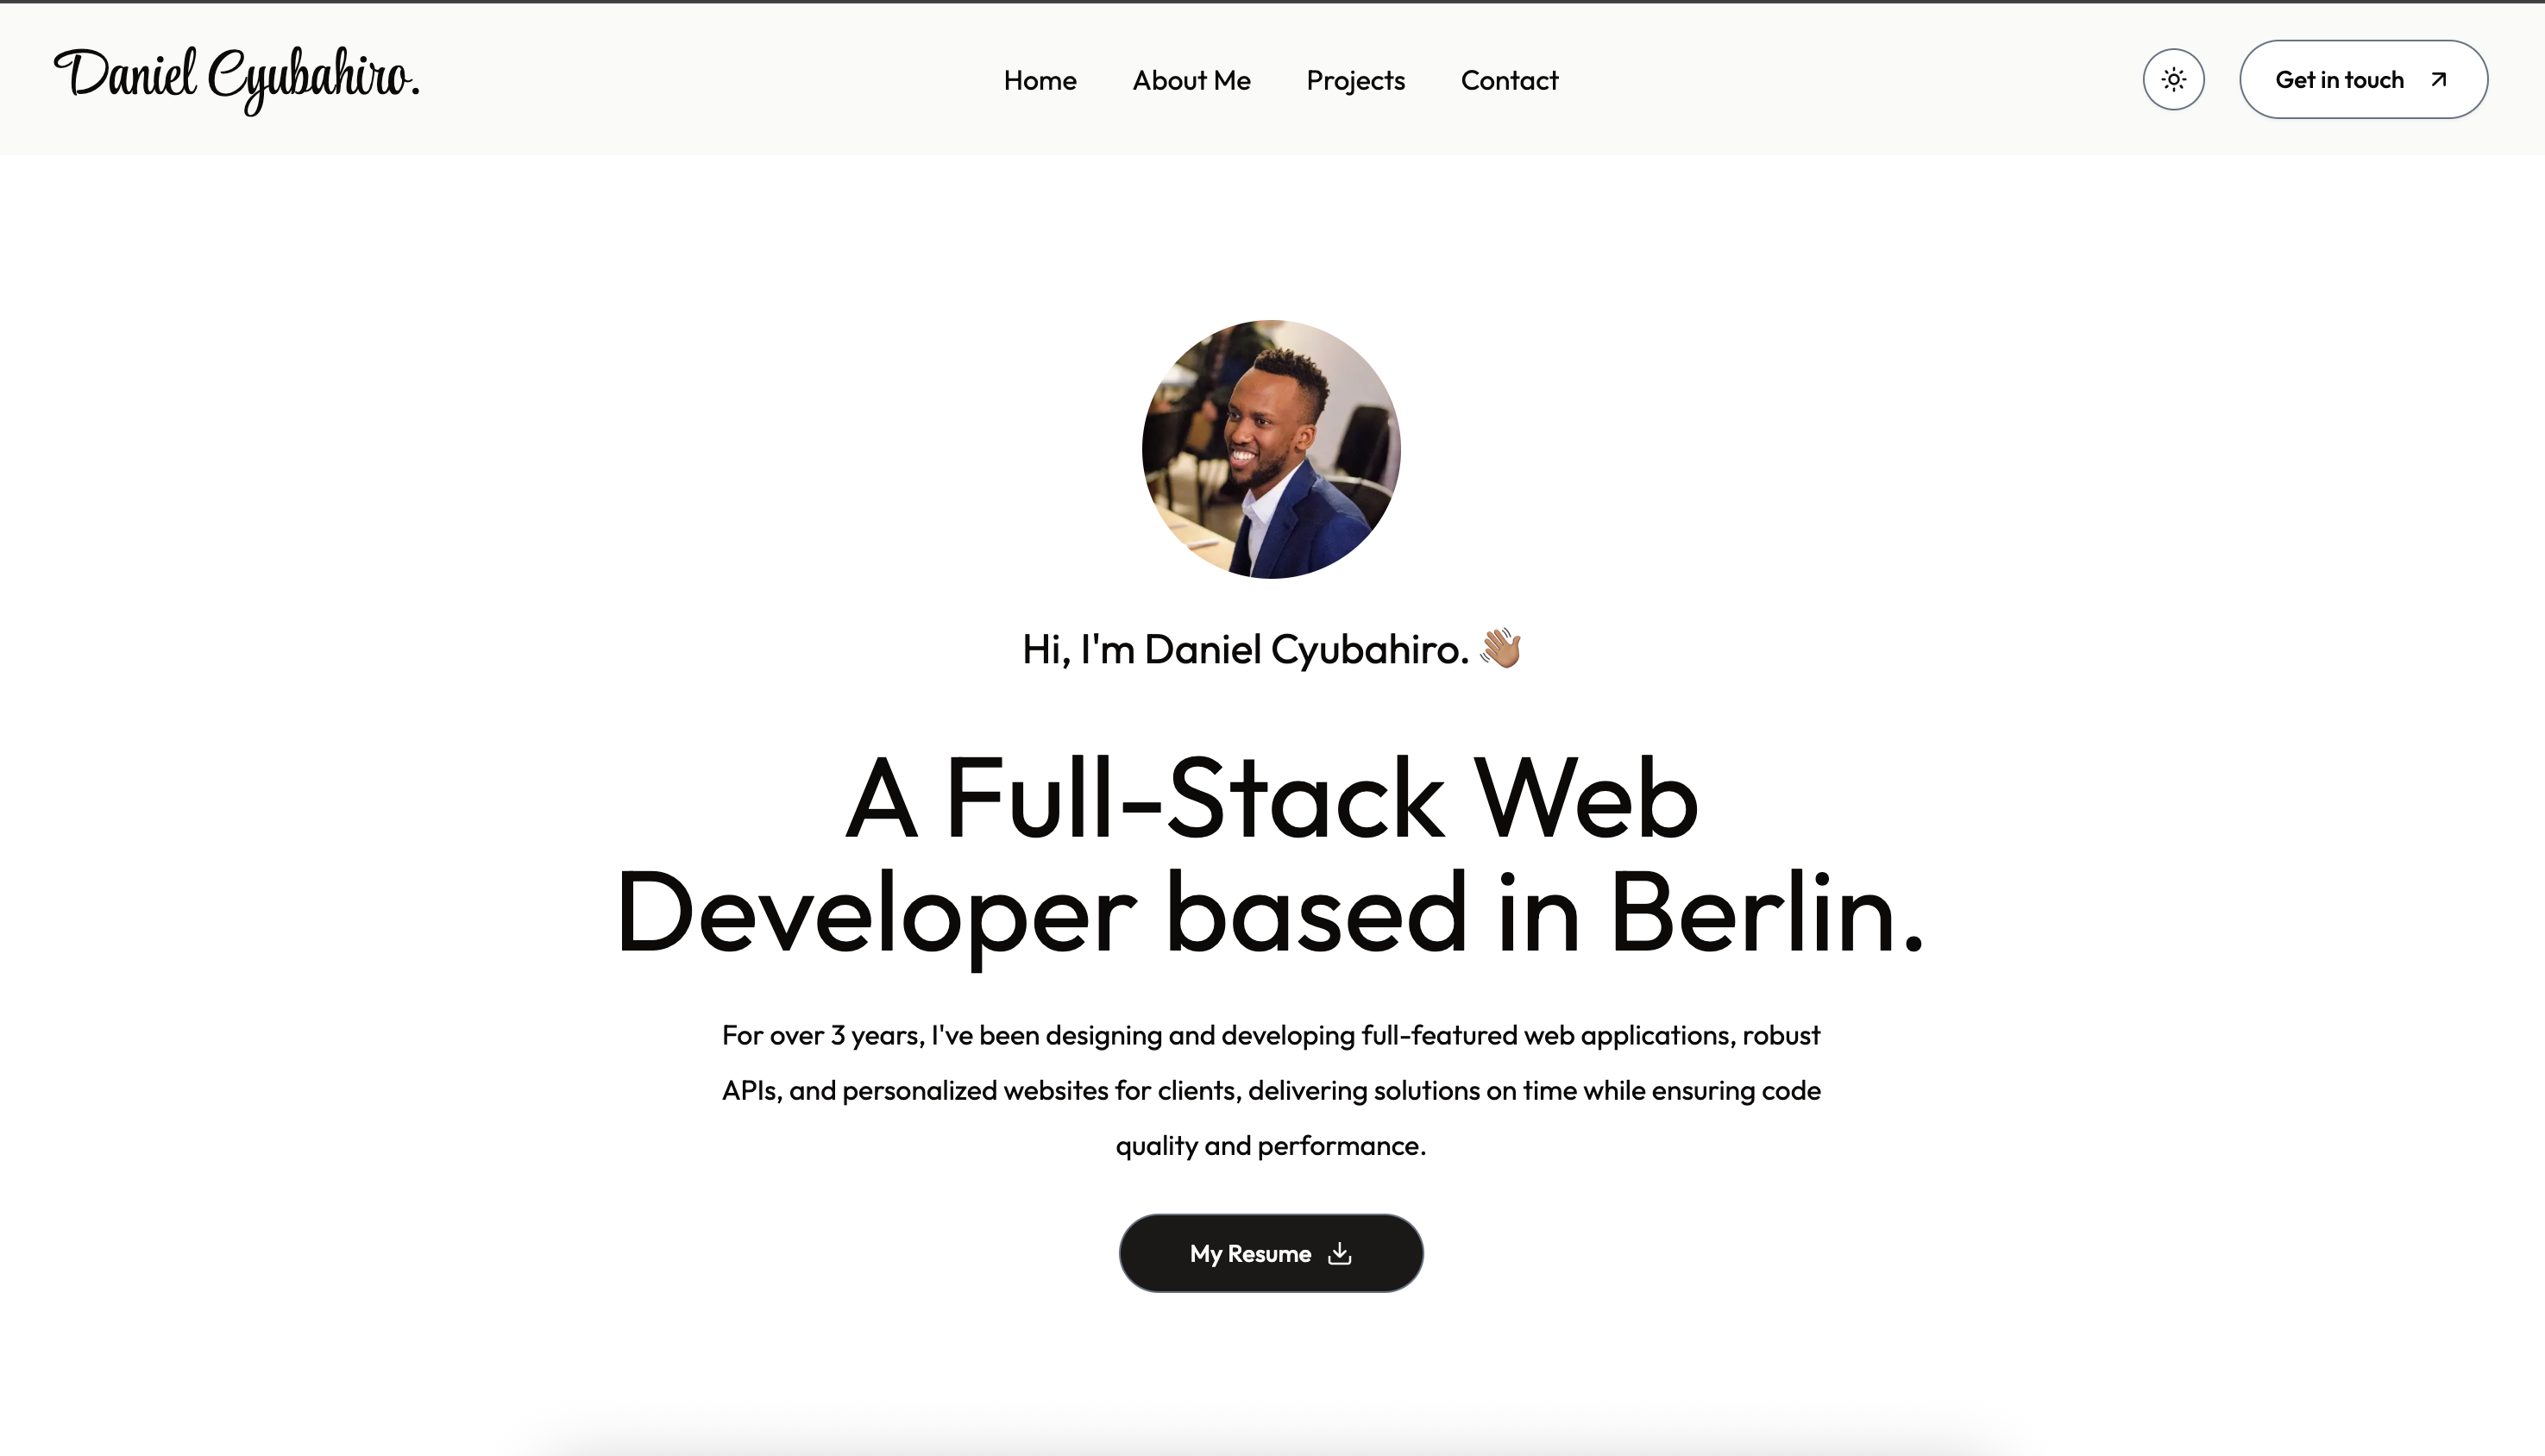 Daniel Cyubahiro.
Home About Me Projects Contact
Get in touch
Hi, I'm Daniel Cyubahiro. 👋🏽
A Full-Stack Web
Developer based in Berlin.
For over 3 years, I've been designing and developing full-featured web applications, robust
APIs, and personalized websites for clients, delivering solutions on time while ensuring code
quality and performance.
My Resume